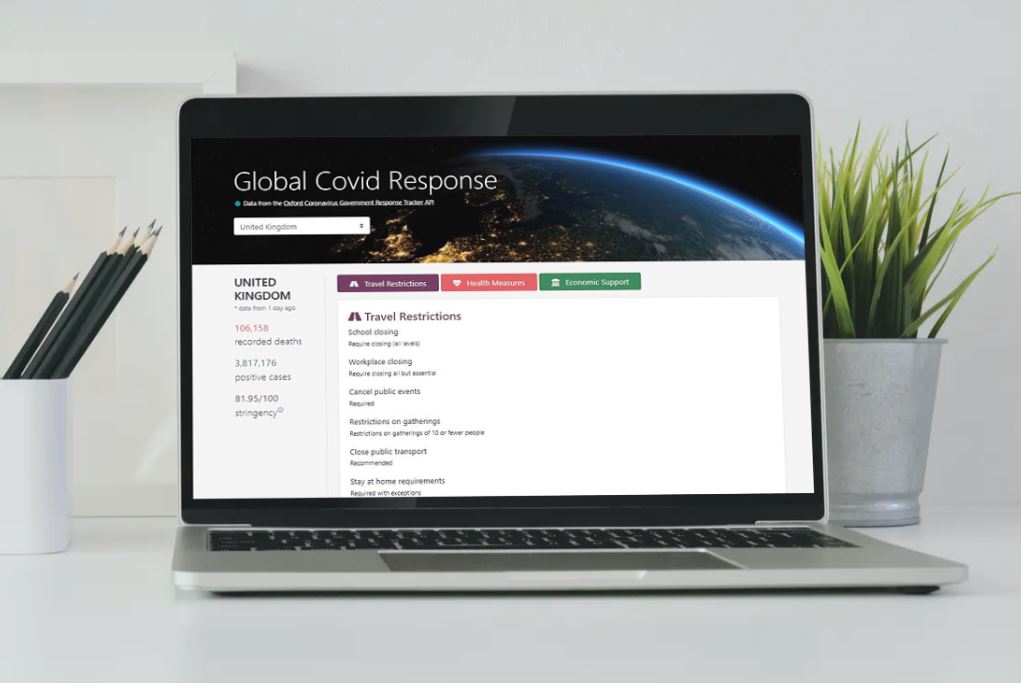 Global Covid Response
Data from the Oxford Coronavirus Government Response Tracker API
United Kingdom
UNITED
KINGDOM
* data from 1 day ago
106,158
recorded deaths
3,817,176
positive cases
81.95/100
stringency
Travel Restrictions
Health Measures
Economic Support
Travel Restrictions
School closing
Require closing (all levels)
Workplace closing
Require closing all but essential
Cancel public events
Required
Restrictions on gatherings
Restrictions on gatherings of 10 or fewer people
Close public transport
Recommended
Stay at home requirements
Required with exceptions